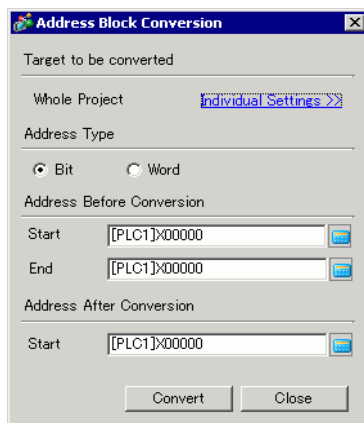 Address Block Conversion
Target to be converted
Whole Project Individual Settings >>
Address Type
Bit Word
Address Before Conversion
Start [PLC1]X00000
End [PLC1]X00000
Address After Conversion
Start [PLC1]X00000
Convert Close